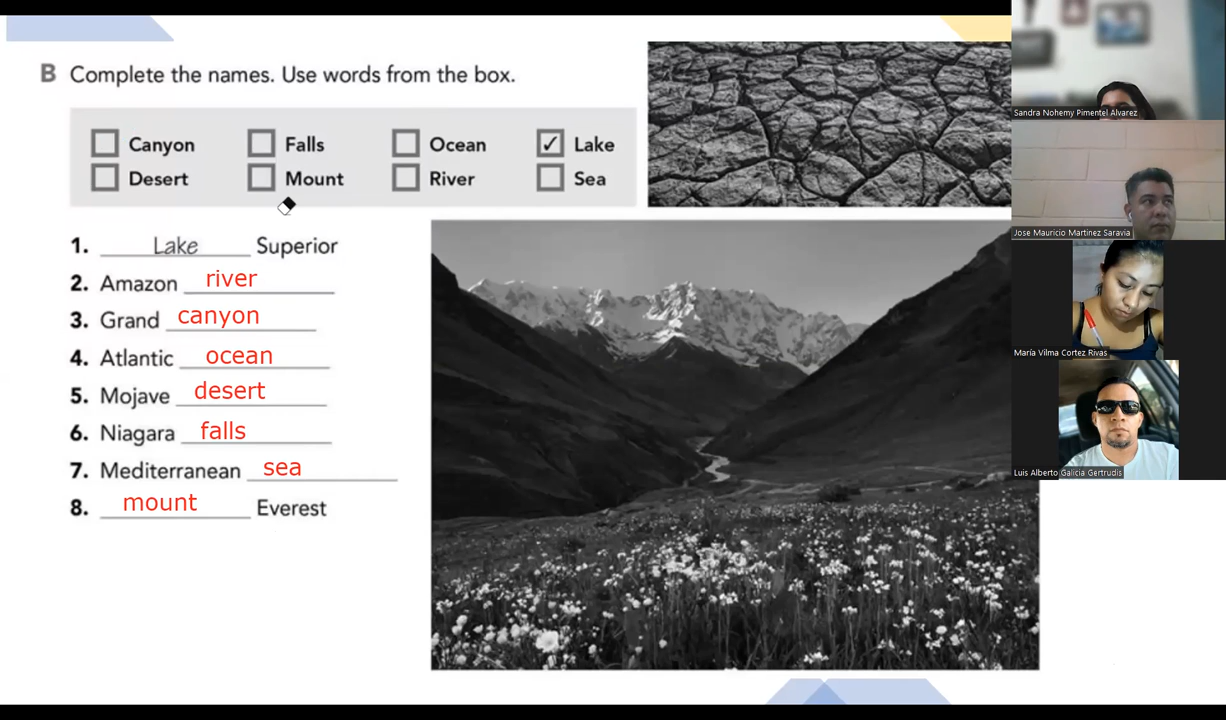 B Complete the names. Use words from the box.
Canyon Falls Ocean ✓ Lake
Desert Mount River Sea
1. Lake Superior
2. Amazon river
3. Grand canyon
4. Atlantic ocean
5. Mojave desert
6. Niagara falls
7. Mediterranean sea
8. mount Everest
Sandra Nohemy Pimentel Alvarez
Jose Mauricio Martinez Saravia
María Vilma Cortez Rivas
Luis Alberto Galicia Gertrudis